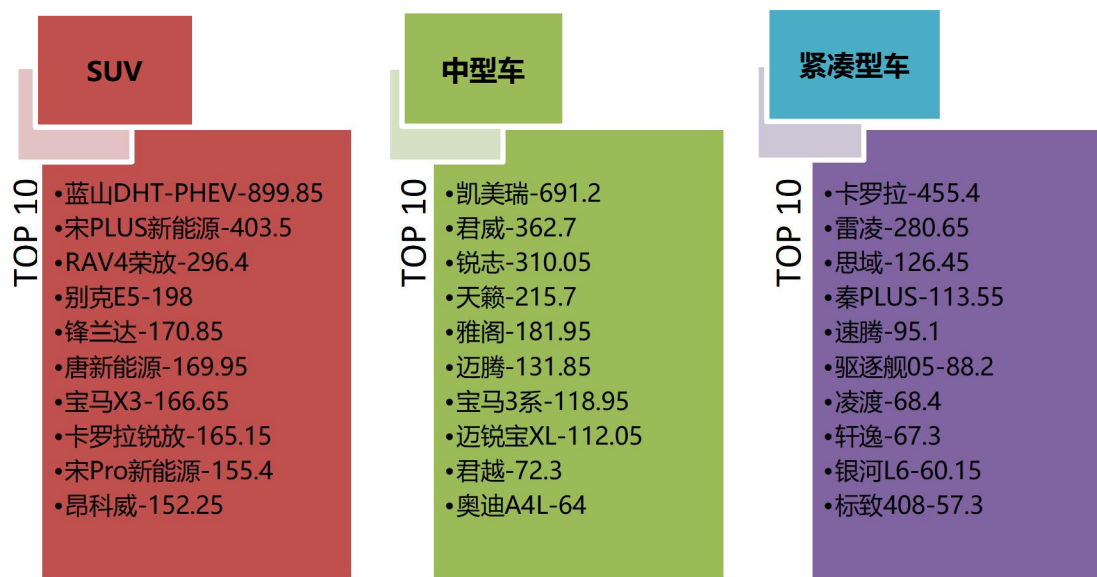 SUV
TOP 10
•蓝山DHT-PHEV-899.85
•宋PLUS新能源-403.5
•RAV4荣放-296.4
•别克E5-198
•锋兰达-170.85
•唐新能源-169.95
•宝马X3-166.65
•卡罗拉锐放-165.15
•宋Pro新能源-155.4
•昂科威-152.25
中型车
TOP 10
•凯美瑞-691.2
•君威-362.7
•锐志-310.05
•天籁-215.7
•雅阁-181.95
•迈腾-131.85
•宝马3系-118.95
•迈锐宝XL-112.05
•君越-72.3
•奥迪A4L-64
紧凑型车
TOP 10
•卡罗拉-455.4
•雷凌-280.65
•思域-126.45
•秦PLUS-113.55
•速腾-95.1
•驱逐舰05-88.2
•凌渡-68.4
•轩逸-67.3
•银河L6-60.15
•标致408-57.3